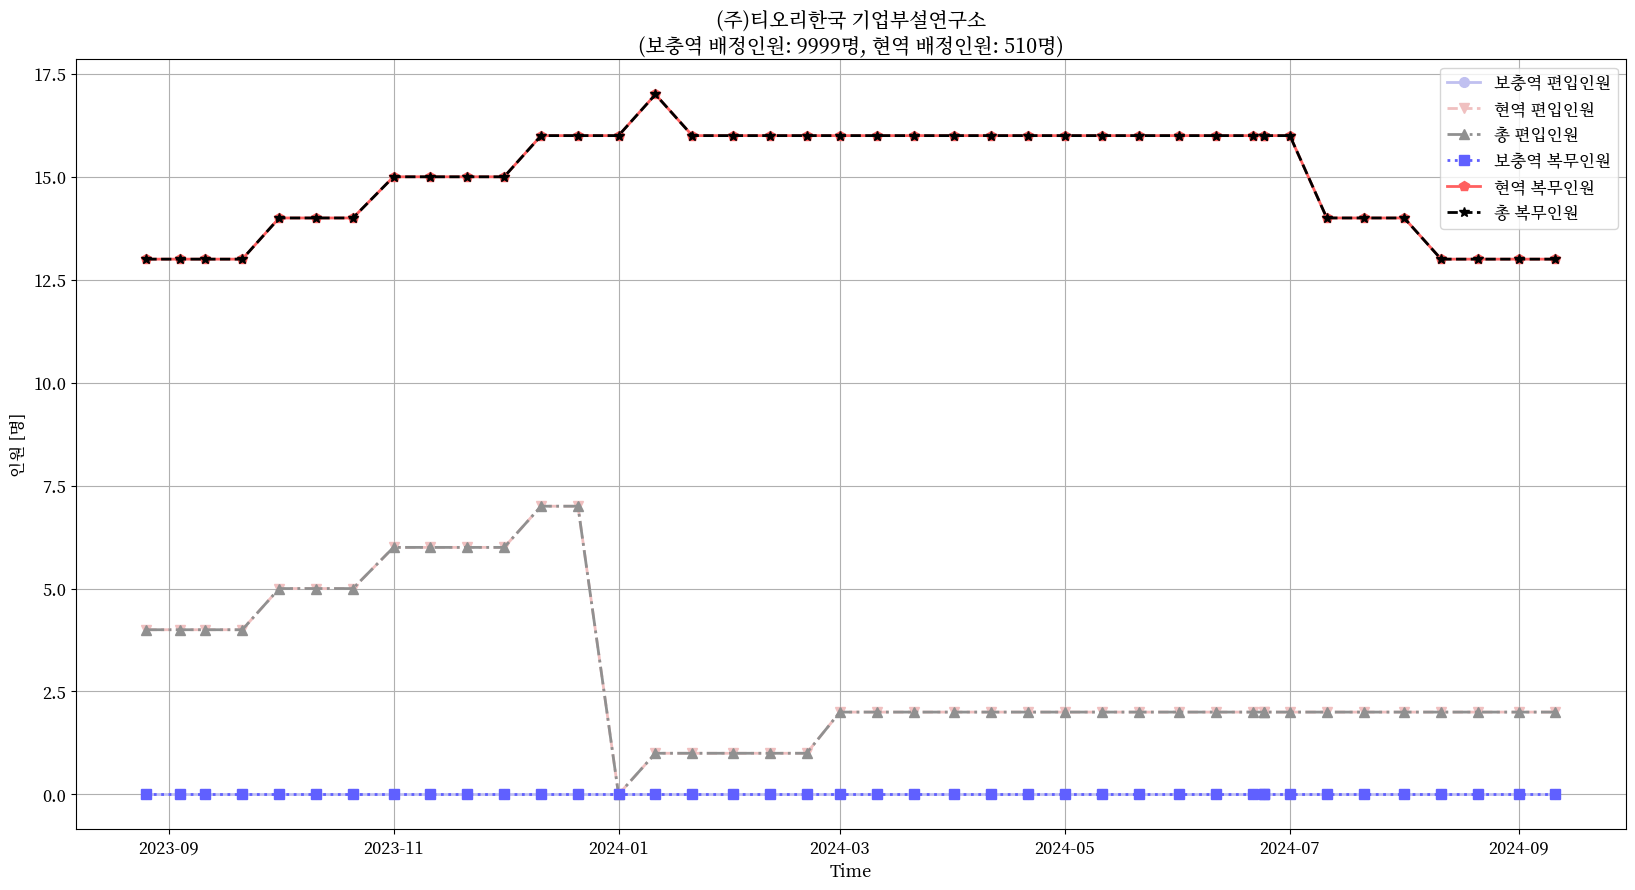 (주)티오리한국 기업부설연구소
(보충역 배정인원: 9999명, 현역 배정인원: 510명)
17.5
15.0
12.5
10.0
7.5
5.0
2.5
0.0
인원 [명]
보충역 편입인원
현역 편입인원
총 편입인원
보충역 복무인원
현역 복무인원
총 복무인원
2023-09
2023-11
2024-01
2024-03
2024-05
2024-07
2024-09
Time